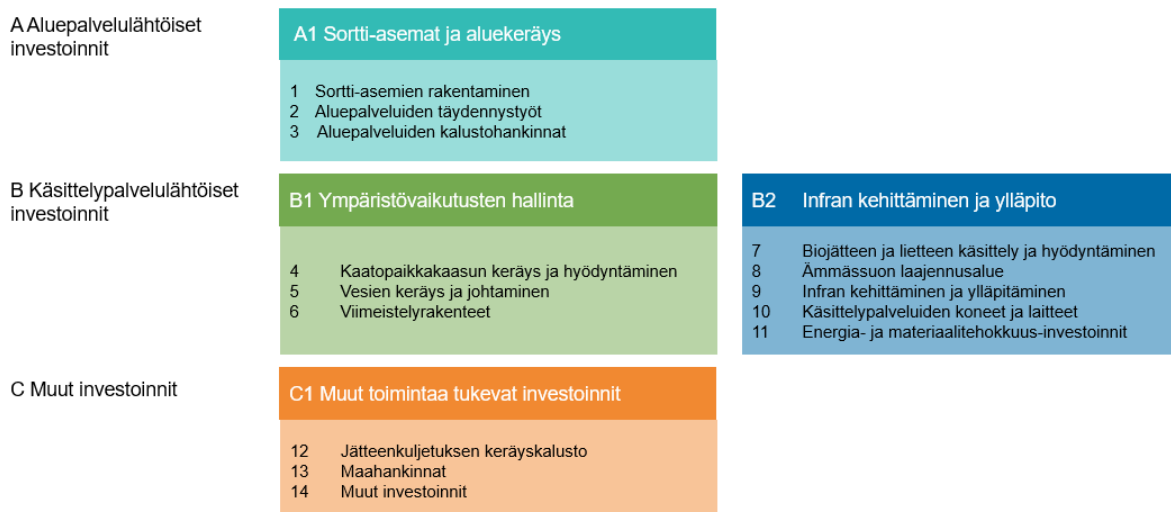 A Aluepalvelulähtöiset
investoinnit
A1 Sortti-asemat ja aluekeräys
1 Sortti-asemien rakentaminen
2 Aluepalveluiden täydennystyöt
3 Aluepalveluiden kalustohankinnat
B Käsittelypalvelulähtöiset
investoinnit
B1 Ympäristövaikutusten hallinta
4 Kaatopaikkakaasun keräys ja hyödyntäminen
5 Vesien keräys ja johtaminen
6 Viimeistelyrakenteet
B2 Infran kehittäminen ja ylläpito
7 Biojätteen ja lietteen käsittely ja hyödyntäminen
8 Ämmässuon laajennusalue
9 Infran kehittäminen ja ylläpitäminen
10 Käsittelypalveluiden koneet ja laitteet
11 Energia- ja materiaalitehokkuus-investoinnit
C Muut investoinnit
C1 Muut toimintaa tukevat investoinnit
12 Jätteenkuljetuksen keräyskalusto
13 Maahankinnat
14 Muut investoinnit